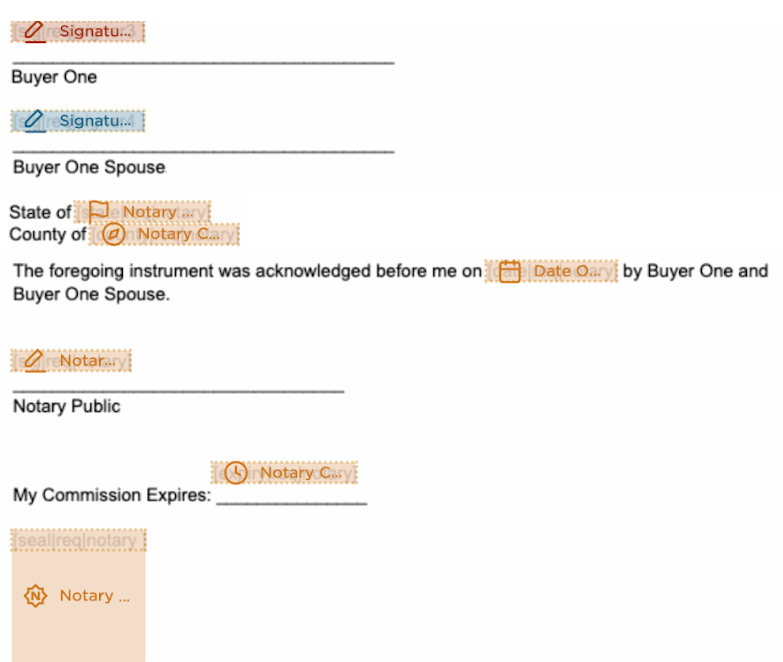 Signatu...
Buyer One
Signatu...
Buyer One Spouse
State of Notary ...
County of Notary C...
The foregoing instrument was acknowledged before me on Date O... by Buyer One and
Buyer One Spouse.
Notar...
Notary Public
Notary C...
My Commission Expires:
[seal|req|notary ]
N Notary ...